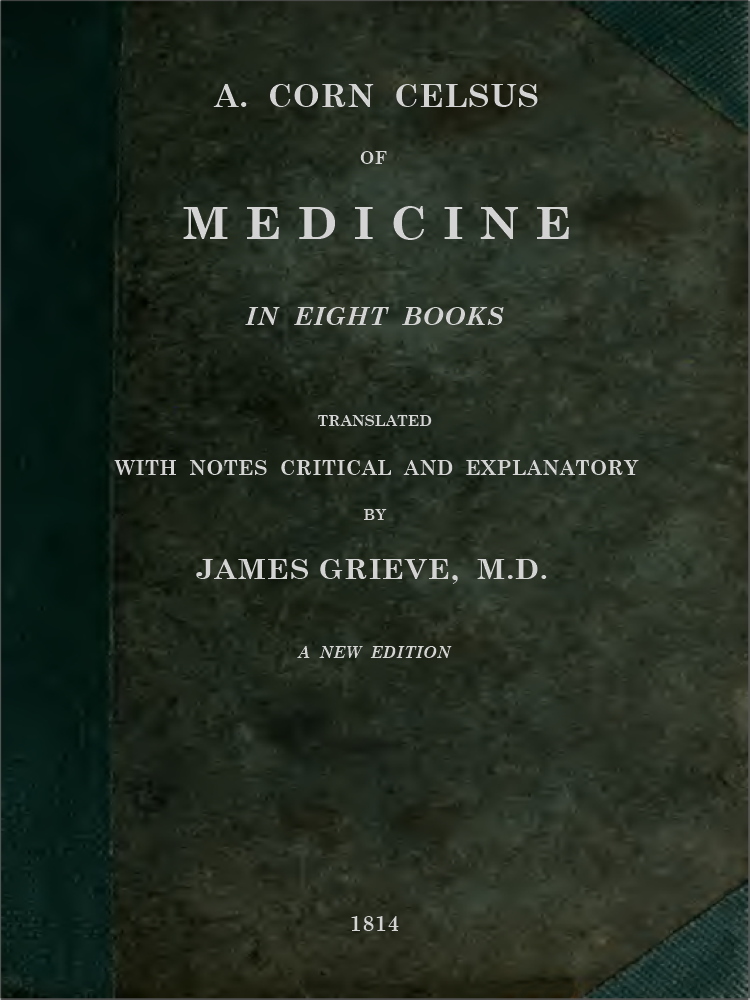 A. CORN CELSUS
OF
MEDICINE
IN EIGHT BOOKS
TRANSLATED
WITH NOTES CRITICAL AND EXPLANATORY
BY
JAMES GRIEVE, M.D.
A NEW EDITION
1814